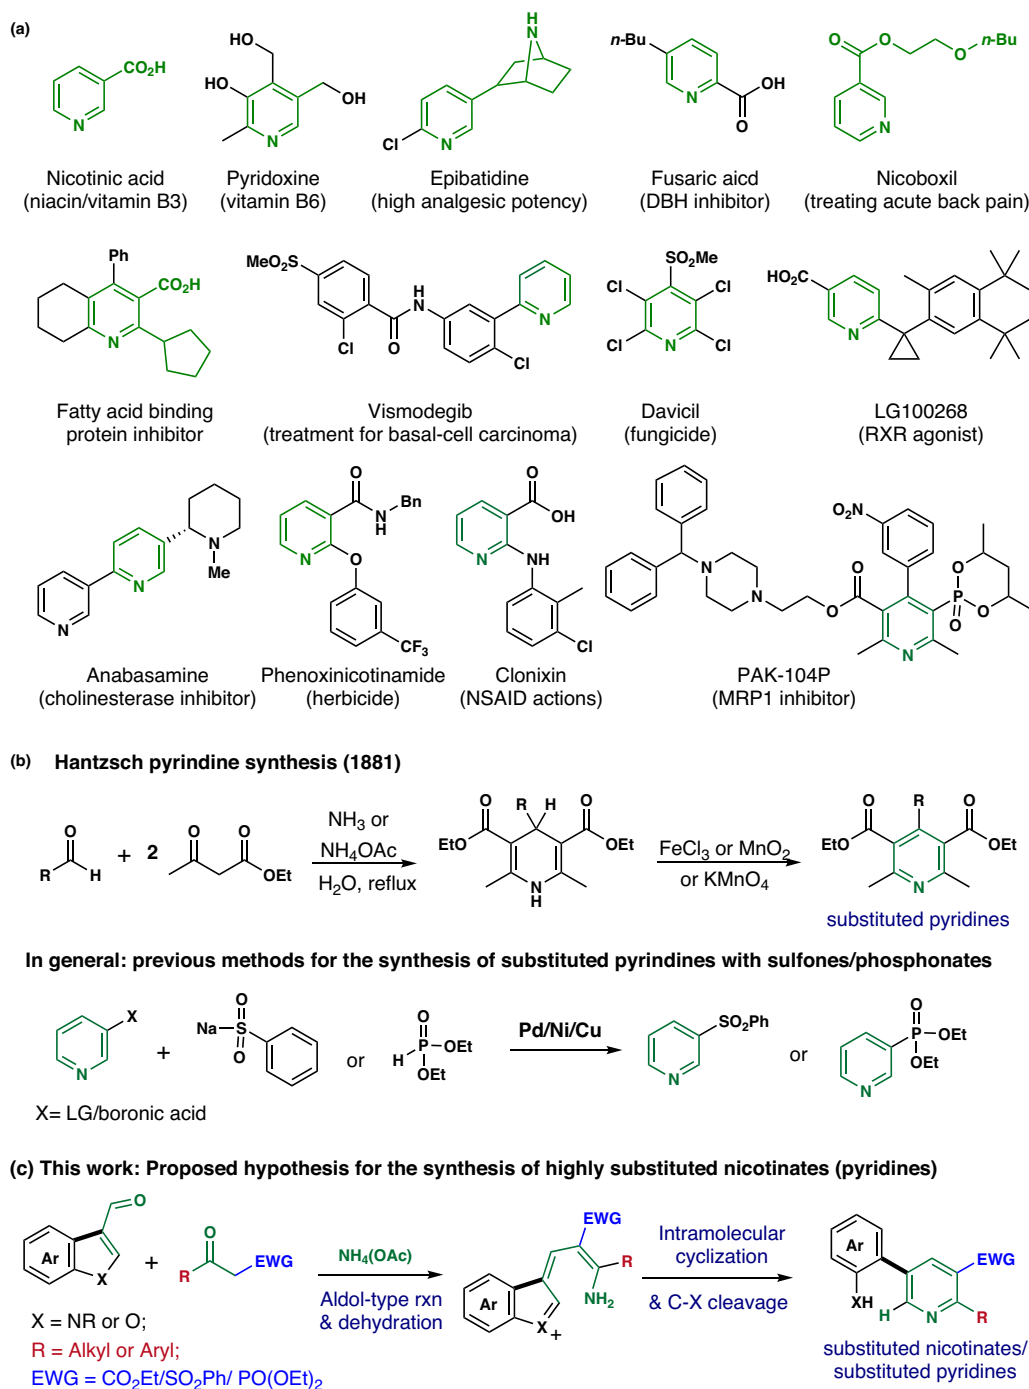 (a)
CO2H
N
Nicotinic acid
(niacin/vitamin B3)
HO
HO
OH
N
Pyridoxine
(vitamin B6)
H
N
Cl
N
Epibatidine
(high analgesic potency)
n-Bu
N
OH
O
Fusaric aicd
(DBH inhibitor)
O
O
O
n-Bu
N
Nicoboxil
(treating acute back pain)
Ph
CO2H
N
Fatty acid binding
protein inhibitor
MeO2S
Cl
O
H
N
N
Cl
Vismodegib
(treatment for basal-cell carcinoma)
SO2Me
Cl
Cl
Cl
Cl
N
Davicil
(fungicide)
HO2C
N
LG100268
(RXR agonist)
N
N
N
Me
Anabasamine
(cholinesterase inhibitor)
O
N
H
Bn
N
O
CF3
Phenoxinicotinamide
(herbicide)
O
OH
N
NH
Cl
Clonixin
(NSAID actions)
N
N
O
O
O2N
O
P
O
O
N
PAK-104P
(MRP1 inhibitor)
(b) Hantzsch pyrindine synthesis (1881)
O
R
H
+
2
O
O
OEt
NH3 or
NH4OAc
H2O, reflux
O
R
H
O
EtO
OEt
N
H
FeCl3 or MnO2
or KMnO4
O
R
O
EtO
OEt
N
substituted pyridines
In general: previous methods for the synthesis of substituted pyrindines with sulfones/phosphonates
X
N
X= LG/boronic acid
+
Na
O
S
O
or
O
H
P
OEt
OEt
Pd/Ni/Cu
SO2Ph
N
or
O
P
OEt
OEt
N
(c) This work: Proposed hypothesis for the synthesis of highly substituted nicotinates (pyridines)
O
Ar
X
+
O
R
EWG
X = NR or O;
R = Alkyl or Aryl;
EWG = CO2Et/SO2Ph/ PO(OEt)2
NH4(OAc)
Aldol-type rxn
& dehydration
EWG
R
NH2
Ar
X
+
Intramolecular
cyclization
& C-X cleavage
Ar
EWG
XH
H
N
R
substituted nicotinates/
substituted pyridines